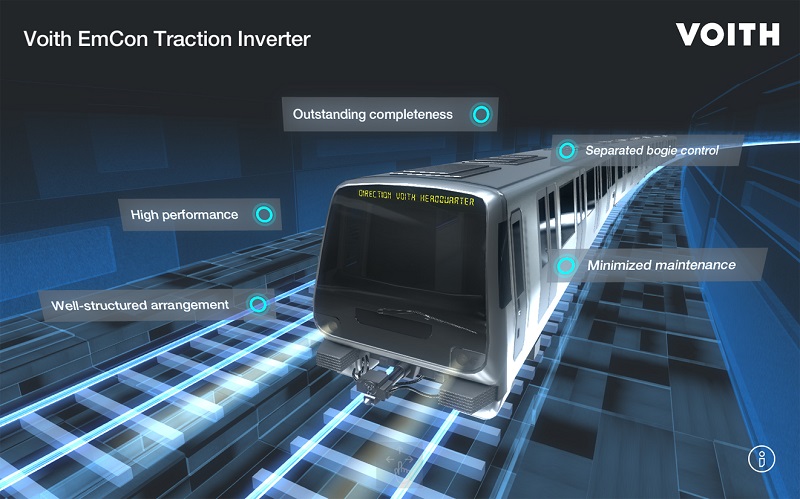 Voith EmCon Traction Inverter
VOITH
Outstanding completeness
Separated bogie control
DIRECTION VOITH HEADQUARTER
High performance
Minimized maintenance
Well-structured arrangement
i